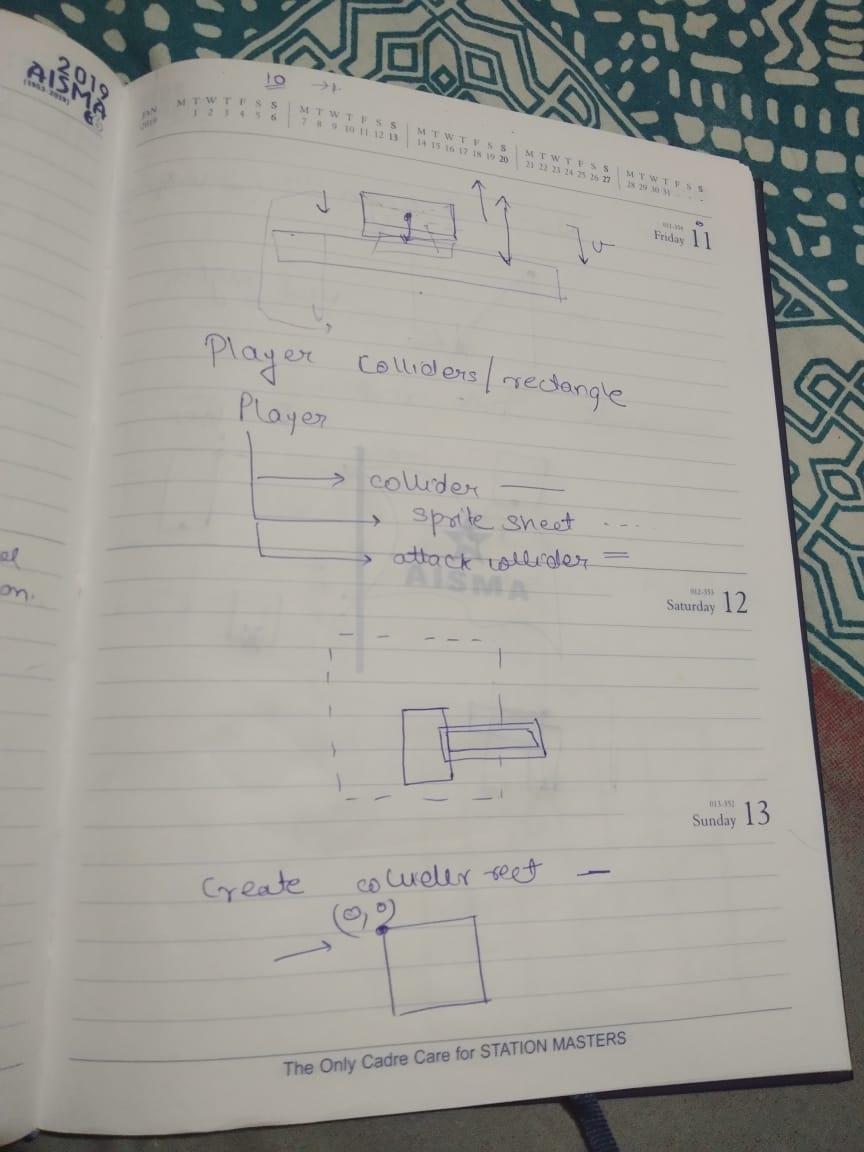 2019
AISMA
10 →1
JAN 2019
M T W T F S S M T W T F S S M T W T F S S M T W T F S S M T W T F S S
1 2 3 4 5 6 7 8 9 10 11 12 13 14 15 16 17 18 19 20 21 22 23 24 25 26 27 28 29 30 31 . . .
Friday 11
v
Player Colliders/rectangle
Player
collider
sprite sheet ---
attack collider =
AISMA
012-353
Saturday 12
on.
013-352
Sunday 13
Create collider rect —
(0,0)
The Only Cadre Care for STATION MASTERS